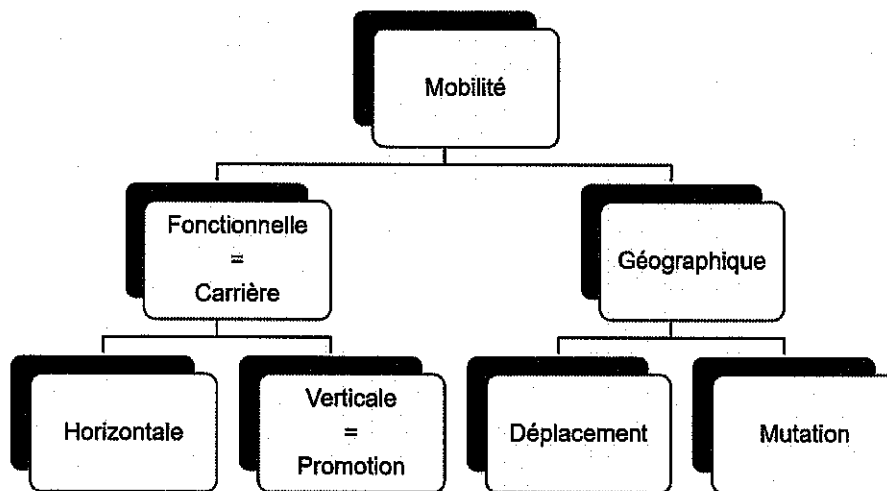 Mobilité
Fonctionnelle
=
Carrière
Géographique
Horizontale
Verticale
=
Promotion
Déplacement
Mutation